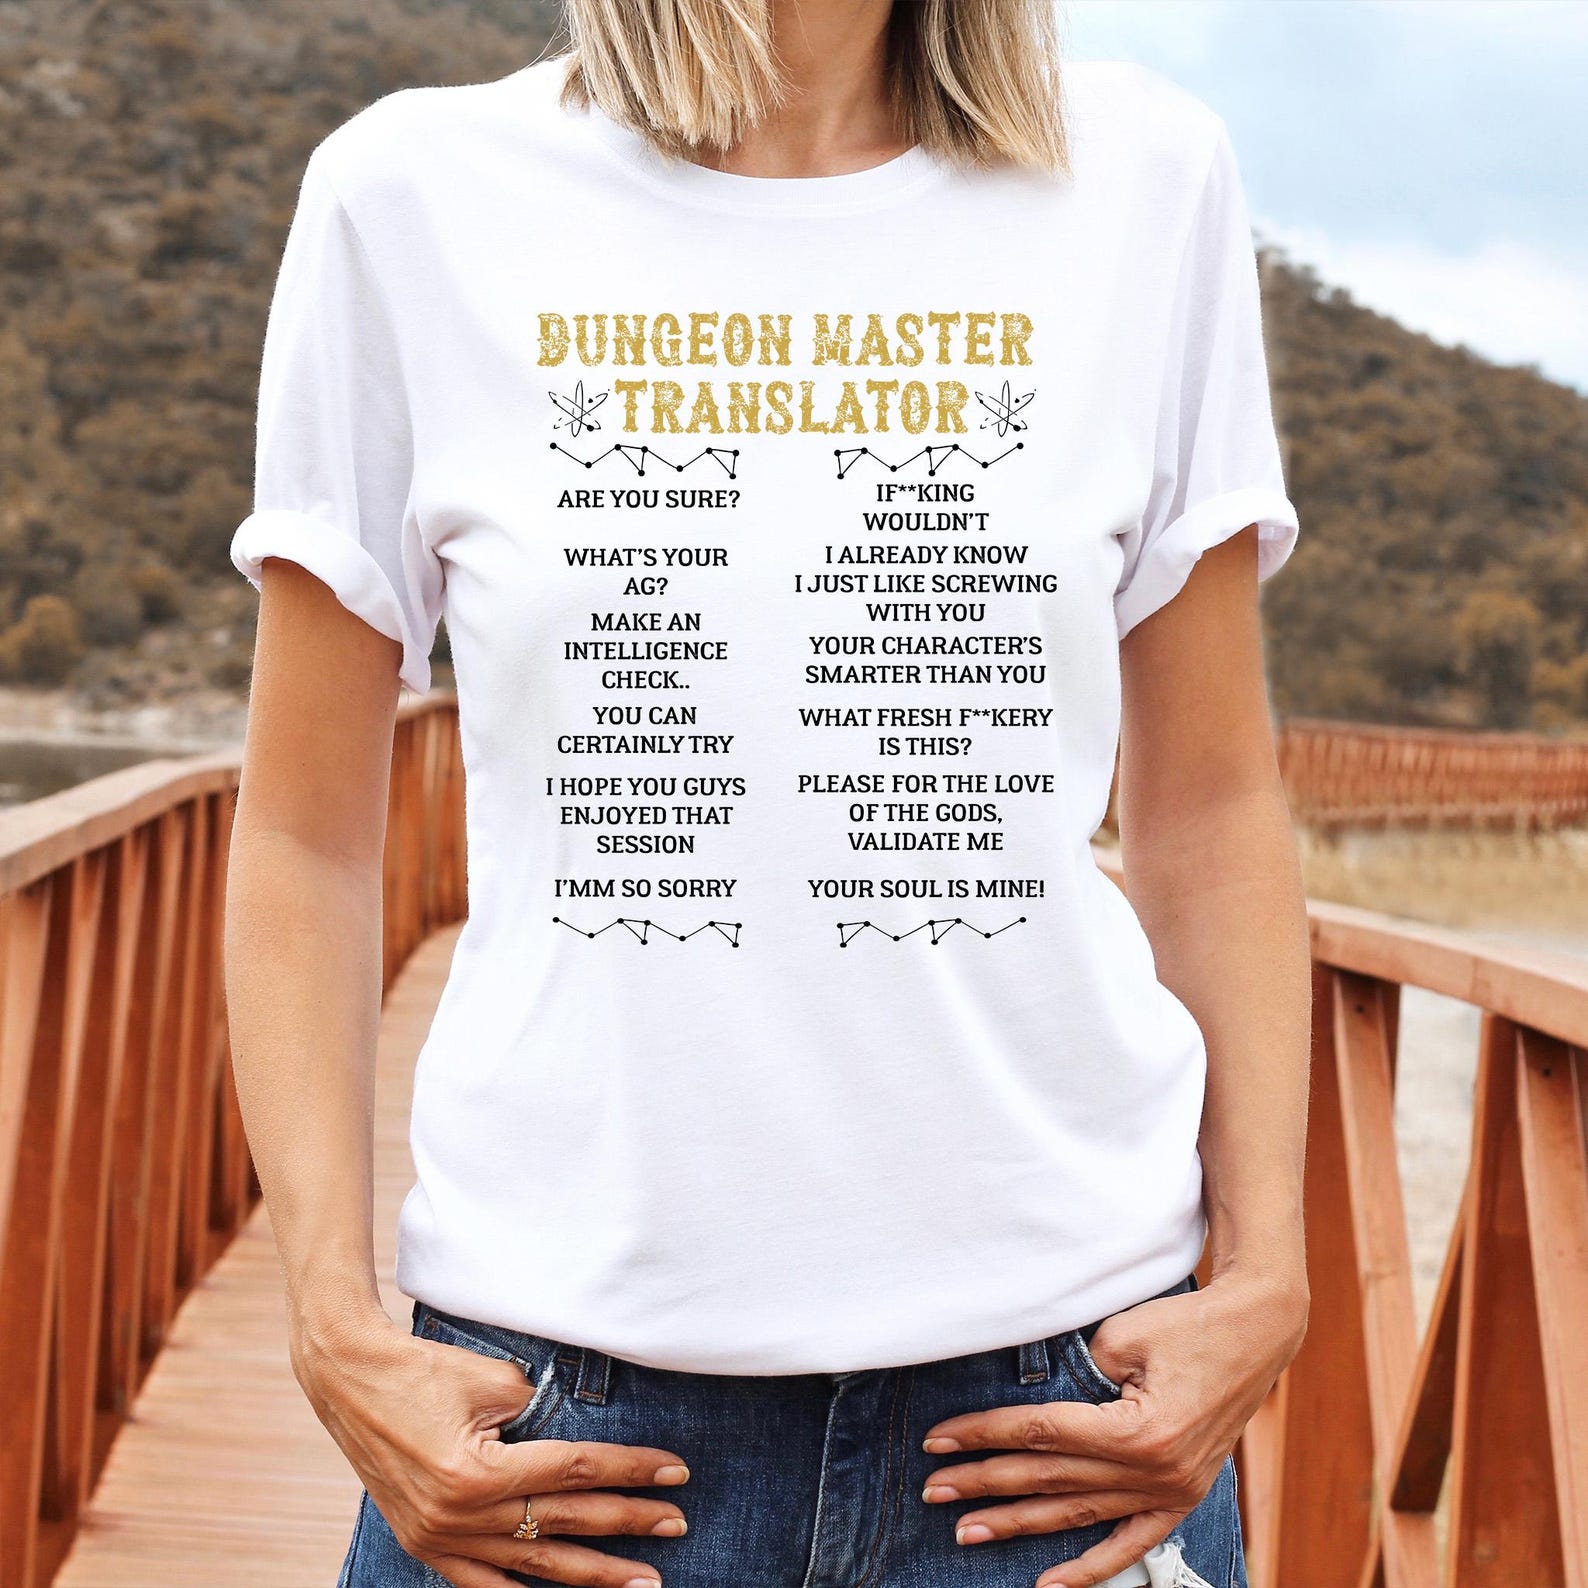 DUNGEON MASTER
TRANSLATOR
ARE YOU SURE?
IF**KING
WOULDN'T
WHAT'S YOUR
AG?
I ALREADY KNOW
I JUST LIKE SCREWING
WITH YOU
MAKE AN
INTELLIGENCE
CHECK..
YOUR CHARACTER'S
SMARTER THAN YOU
YOU CAN
CERTAINLY TRY
WHAT FRESH F**KERY
IS THIS?
I HOPE YOU GUYS
ENJOYED THAT
SESSION
PLEASE FOR THE LOVE
OF THE GODS,
VALIDATE ME
I'MM SO SORRY
YOUR SOUL IS MINE!